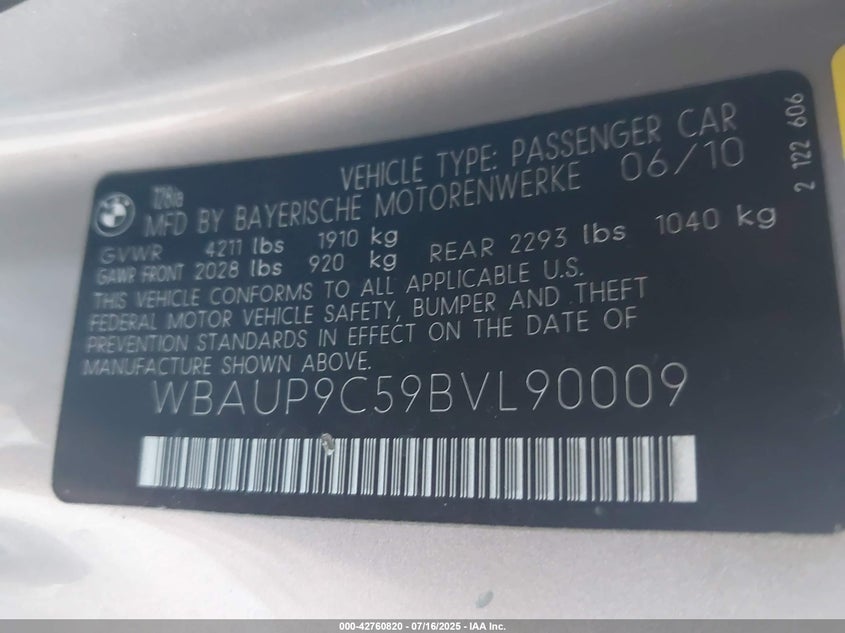 VEHICLE TYPE: PASSENGER CAR
128ia
MFD BY BAYERISCHE MOTORENWERKE 06/10
GVWR 4211 lbs 1910 kg
GAWR FRONT 2028 lbs 920 kg REAR 2293 lbs 1040 kg
THIS VEHICLE CONFORMS TO ALL APPLICABLE U.S.
FEDERAL MOTOR VEHICLE SAFETY, BUMPER AND THEFT
PREVENTION STANDARDS IN EFFECT ON THE DATE OF
MANUFACTURE SHOWN ABOVE.
WBAUP9C59BVL90009
2 122 606
000-42760820 - 07/16/2025 - IAA Inc.